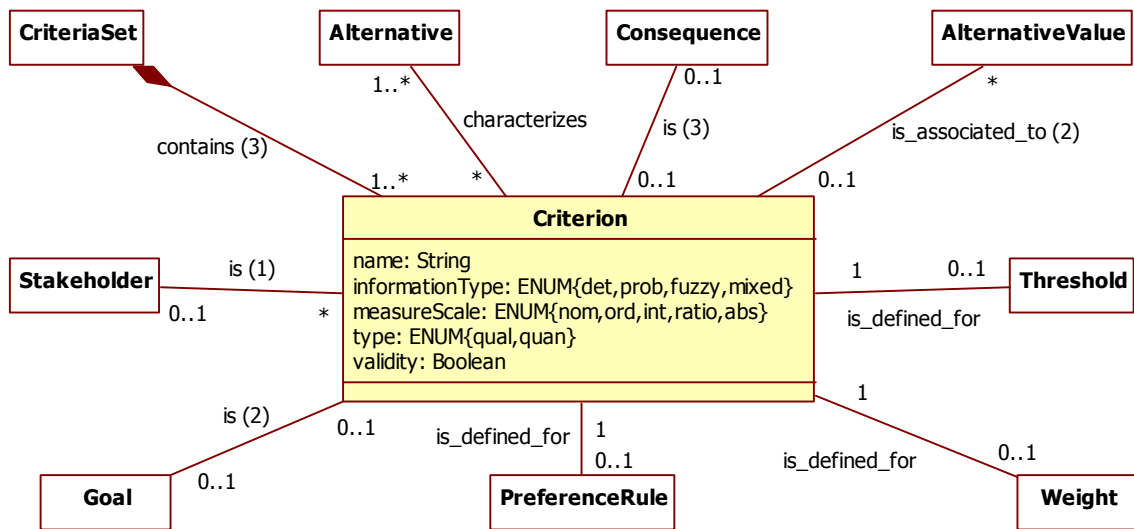 CriteriaSet
Alternative
Consequence
AlternativeValue
1..*
0..1
*
characterizes
is (3)
is_associated_to (2)
contains (3)
1..*
*
0..1
0..1
Criterion
name: String
informationType: ENUM{det,prob,fuzzy,mixed}
measureScale: ENUM{nom,ord,int,ratio,abs}
type: ENUM{qual,quan}
validity: Boolean
Stakeholder
is (1)
0..1
*
1
0..1
Threshold
is_defined_for
is (2)
0..1
0..1
Goal
is_defined_for
1
0..1
PreferenceRule
1
is_defined_for
0..1
Weight